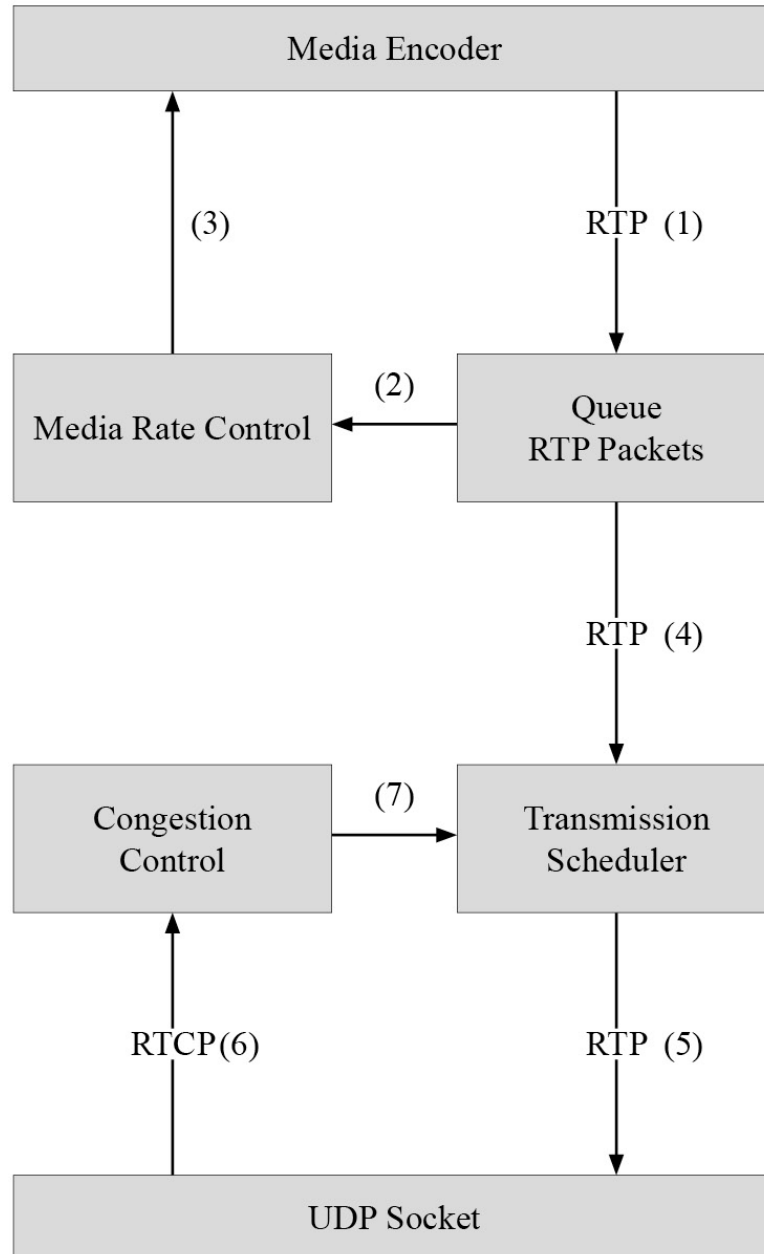 Media Encoder
(3)
RTP (1)
(2)
Media Rate Control
Queue
RTP Packets
RTP (4)
(7)
Congestion
Control
Transmission
Scheduler
RTCP (6)
RTP (5)
UDP Socket